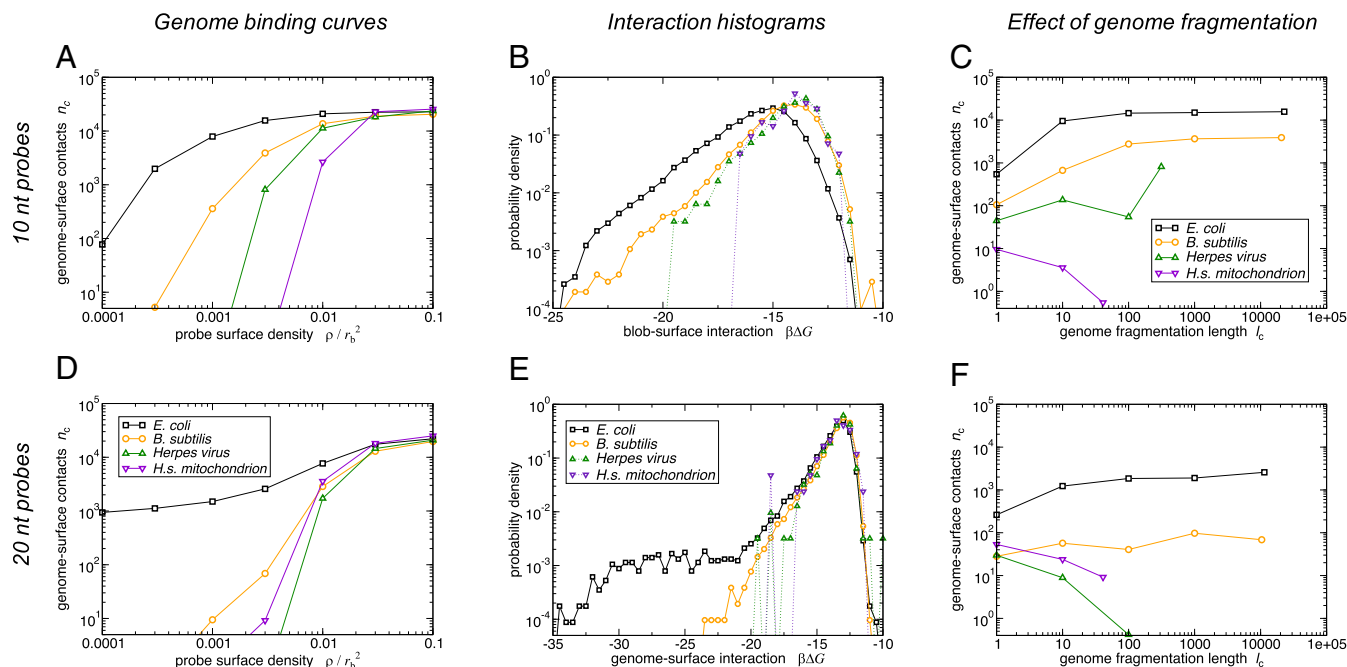 Genome binding curves
Interaction histograms
Effect of genome fragmentation
10 nt probes
A
genome-surface contacts n_c
10^5
10^4
10^3
10^2
10^1
0.0001
0.001
0.01
0.1
probe surface density ρ / r_b^2
B
probability density
10^0
10^-1
10^-2
10^-3
10^-4
-25
-20
-15
-10
blob-surface interaction βΔG
C
genome-surface contacts n_c
10^5
10^4
10^3
10^2
10^1
10^0
E. coli
B. subtilis
Herpes virus
H.s. mitochondrion
1
10
100
1000
10000
1e+05
genome fragmentation length l_c
20 nt probes
D
genome-surface contacts n_c
10^5
10^4
10^3
10^2
10^1
E. coli
B. subtilis
Herpes virus
H.s. mitochondrion
0.0001
0.001
0.01
0.1
probe surface density ρ / r_b^2
E
probability density
10^0
10^-1
10^-2
10^-3
10^-4
E. coli
B. subtilis
Herpes virus
H.s. mitochondrion
-35
-30
-25
-20
-15
-10
genome-surface interaction βΔG
F
genome-surface contacts n_c
10^5
10^4
10^3
10^2
10^1
10^0
1
10
100
1000
10000
1e+05
genome fragmentation length l_c